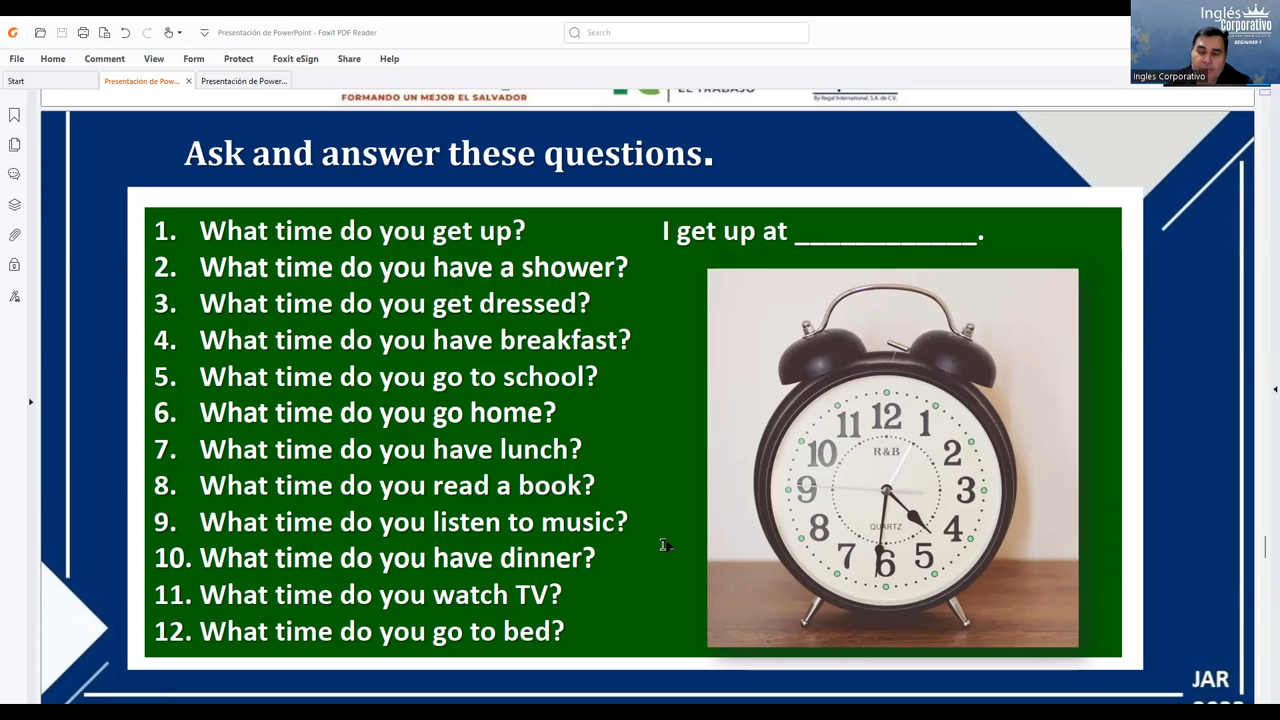 Presentación de PowerPoint - Foxit PDF Reader
Search
File Home Comment View Form Protect Foxit eSign Share Help
Start
Presentación de Pow...
Presentación de Power...
Inglés
Corporativo
BEGINNER 1
Ingles Corporativo
FORMANDO UN MEJOR EL SALVADOR
EL TRABAJO
By Regal International, S.A. de C.V.
Ask and answer these questions.
1. What time do you get up? I get up at ____________.
2. What time do you have a shower?
3. What time do you get dressed?
4. What time do you have breakfast?
5. What time do you go to school?
6. What time do you go home?
7. What time do you have lunch?
8. What time do you read a book?
9. What time do you listen to music?
10. What time do you have dinner?
11. What time do you watch TV?
12. What time do you go to bed?
12 1 2 3 4 5 6 7 8 9 10 11
R&B
QUARTZ
JAR